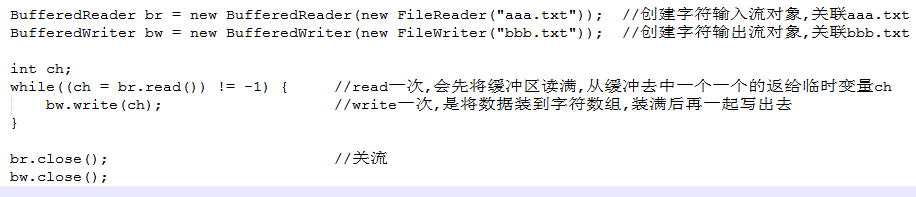 BufferedReader br = new BufferedReader(new FileReader("aaa.txt"));  //创建字符输入流对象,关联aaa.txt
BufferedWriter bw = new BufferedWriter(new FileWriter("bbb.txt"));  //创建字符输出流对象,关联bbb.txt
int ch;
while((ch = br.read()) != -1) {     //read一次,会先将缓冲区读满,从缓冲去中一个一个的返给临时变量ch
    bw.write(ch);                   //write一次,是将数据装到字符数组,装满后再一起写出去
}
br.close();                         //关流
bw.close();